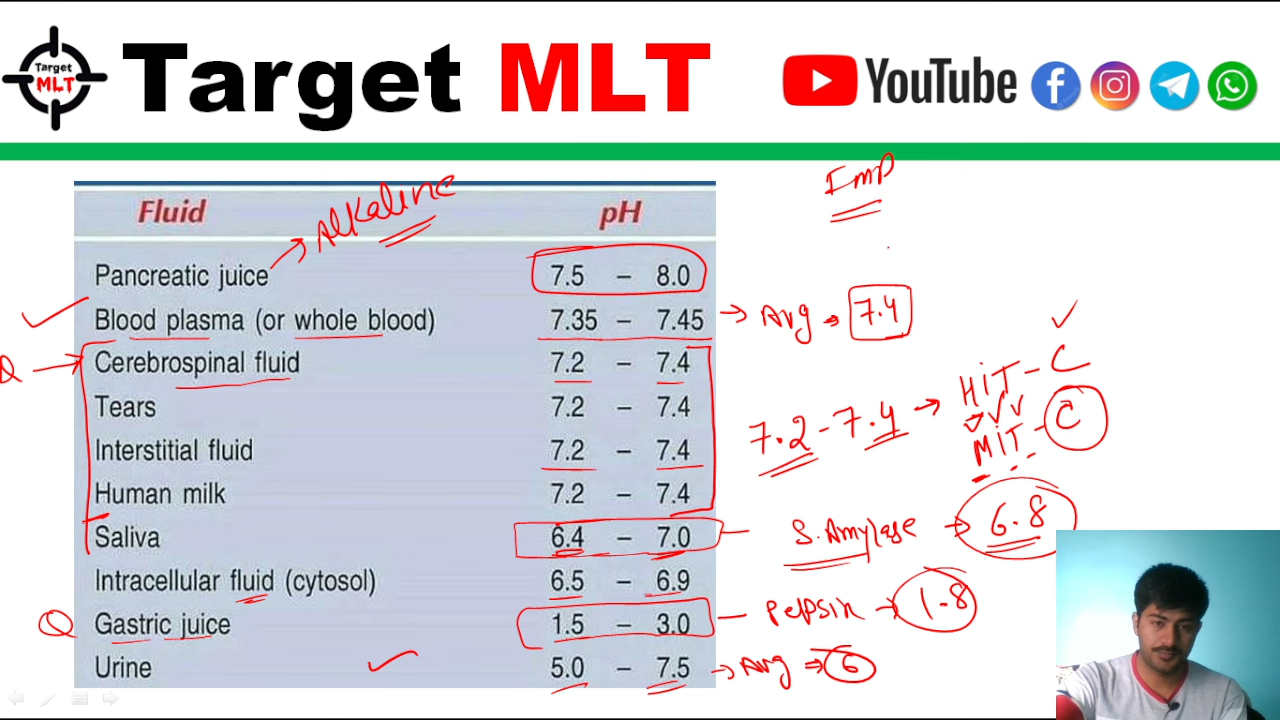 Target MLT
Target MLT YouTube
Imp
Fluid pH
Alkaline
Pancreatic juice 7.5 – 8.0
Blood plasma (or whole blood) 7.35 – 7.45 → Avg → 7.4
Q → Cerebrospinal fluid 7.2 – 7.4
HIT - C
Tears 7.2 – 7.4
7.2 - 7.4 →
MIT - C
Interstitial fluid 7.2 – 7.4
Human milk 7.2 – 7.4
Saliva 6.4 – 7.0 – S. Amylase → 6.8
Intracellular fluid (cytosol) 6.5 – 6.9
Q Gastric juice 1.5 – 3.0 – Pepsin → 1.8
Urine 5.0 – 7.5 → Avg → 6